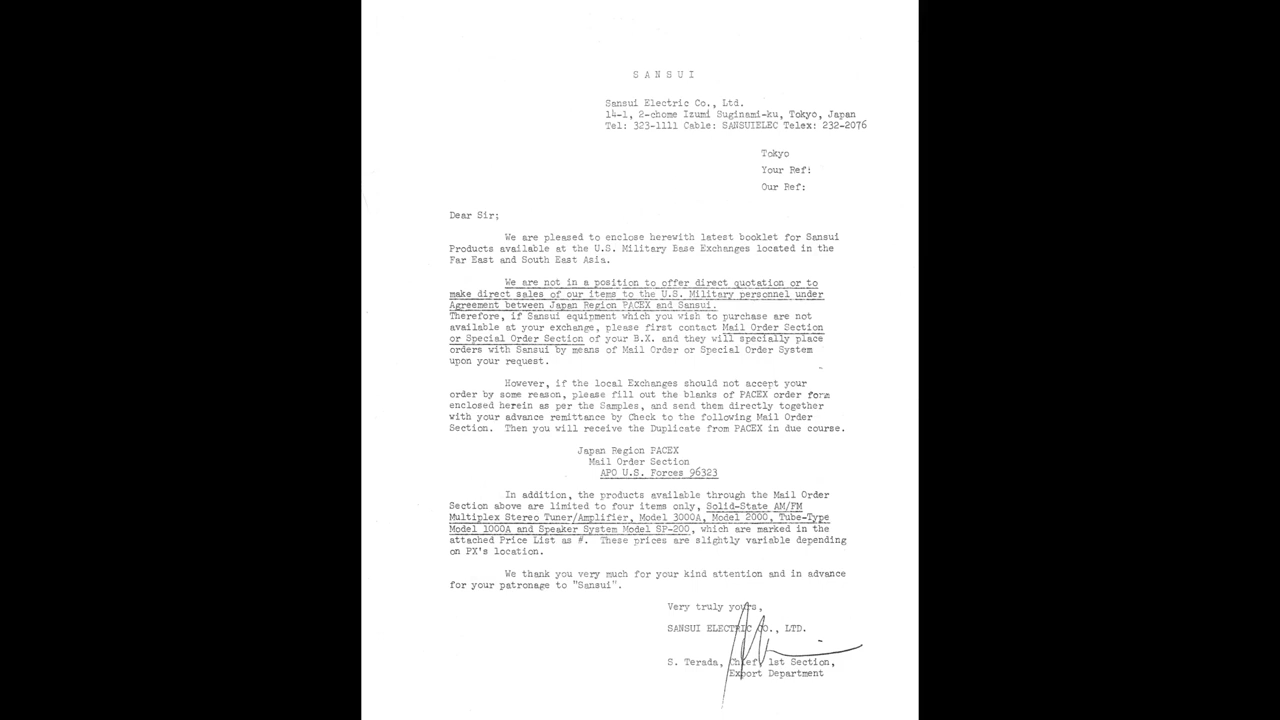 S A N S U I
Sansui Electric Co., Ltd.
14-1, 2-chome Izumi Suginami-ku, Tokyo, Japan
Tel: 323-1111 Cable: SANSUIELEC Telex: 232-2076
Tokyo
Your Ref:
Our Ref:
Dear Sir;
We are pleased to enclose herewith latest booklet for Sansui
Products available at the U.S. Military Base Exchanges located in the
Far East and South East Asia.
We are not in a position to offer direct quotation or to
make direct sales of our items to the U.S. Military personnel under
Agreement between Japan Region PACEX and Sansui.
Therefore, if Sansui equipment which you wish to purchase are not
available at your exchange, please first contact Mail Order Section
or Special Order Section of your B.X. and they will specially place
orders with Sansui by means of Mail Order or Special Order System
upon your request.
However, if the local Exchanges should not accept your
order by some reason, please fill out the blanks of PACEX order form
enclosed herein as per the Samples, and send them directly together
with your advance remittance by Check to the following Mail Order
Section. Then you will receive the Duplicate from PACEX in due course.
Japan Region PACEX
Mail Order Section
APO U.S. Forces 96323
In addition, the products available through the Mail Order
Section above are limited to four items only, Solid-State AM/FM
Multiplex Stereo Tuner/Amplifier, Model 3000A, Model 2000, Tube-Type
Model 1000A and Speaker System Model SP-200, which are marked in the
attached Price List as #. These prices are slightly variable depending
on PX's location.
We thank you very much for your kind attention and in advance
for your patronage to "Sansui".
Very truly yours,
SANSUI ELECTRIC CO., LTD.
S. Terada, Chief 1st Section,
Export Department